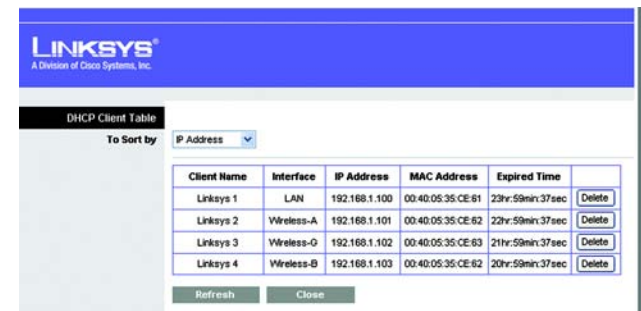 LINKSYS®
A Division of Cisco Systems, Inc.
DHCP Client Table
To Sort by IP Address
Client Name Interface IP Address MAC Address Expired Time
Linksys 1 LAN 192.168.1.100 00:40:05:35:CE:61 23hr:59min:37sec Delete
Linksys 2 Wireless-A 192.168.1.101 00:40:05:35:CE:62 22hr:59min:37sec Delete
Linksys 3 Wireless-G 192.168.1.102 00:40:05:35:CE:63 21hr:59min:37sec Delete
Linksys 4 Wireless-B 192.168.1.103 00:40:05:35:CE:62 20hr:59min:37sec Delete
Refresh Close